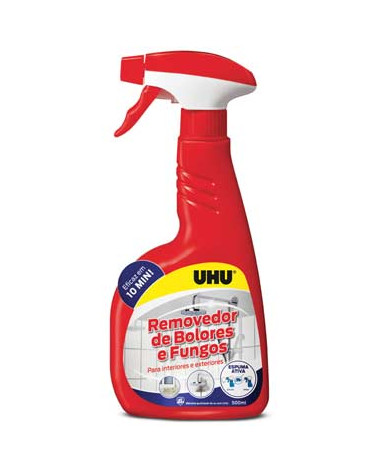 Eficaz em
10 MIN!
UHU
Removedor
de Bolores
e Fungos
Para interiores e exteriores
ESPUMA
ATIVA
500ml